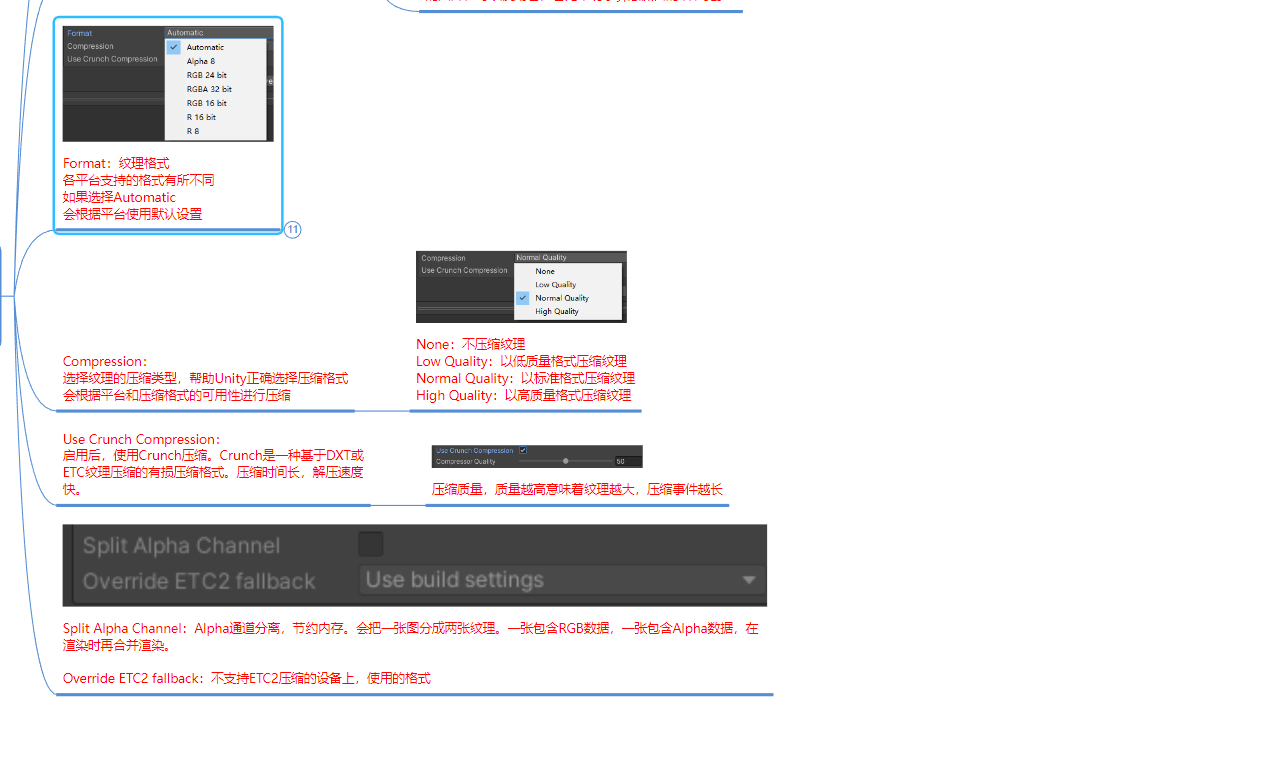 Format
Automatic
Compression
Use Crunch Compression
Automatic
Alpha 8
RGB 24 bit
RGBA 32 bit
RGB 16 bit
R 16 bit
R 8
Format：纹理格式
各平台支持的格式有所不同
如果选择Automatic
会根据平台使用默认设置
11
Compression
Normal Quality
Use Crunch Compression
None
Low Quality
Normal Quality
High Quality
None：不压缩纹理
Low Quality：以低质量格式压缩纹理
Normal Quality：以标准格式压缩纹理
High Quality：以高质量格式压缩纹理
Compression：
选择纹理的压缩类型，帮助Unity正确选择压缩格式
会根据平台和压缩格式的可用性进行压缩
Use Crunch Compression：
启用后，使用Crunch压缩。Crunch是一种基于DXT或
ETC纹理压缩的有损压缩格式。压缩时间长，解压速度
快。
Use Crunch Compression
Compressor Quality
50
压缩质量，质量越高意味着纹理越大，压缩事件越长
Split Alpha Channel
Override ETC2 fallback
Use build settings
Split Alpha Channel：Alpha通道分离，节约内存。会把一张图分成两张纹理。一张包含RGB数据，一张包含Alpha数据，在
渲染时再合并渲染。
Override ETC2 fallback：不支持ETC2压缩的设备上，使用的格式